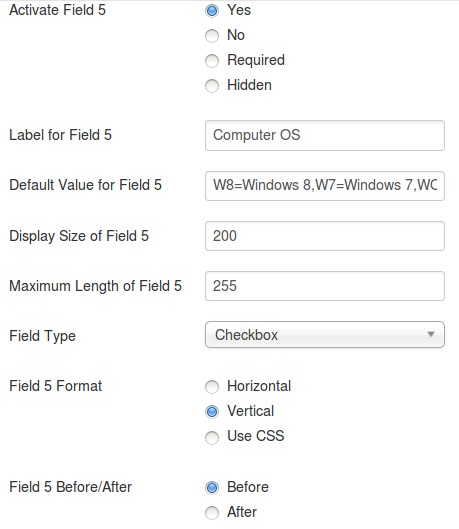 Activate Field 5 Yes
No
Required
Hidden
Label for Field 5 Computer OS
Default Value for Field 5 W8=Windows 8,W7=Windows 7,WO
Display Size of Field 5 200
Maximum Length of Field 5 255
Field Type Checkbox
Field 5 Format Horizontal
Vertical
Use CSS
Field 5 Before/After Before
After